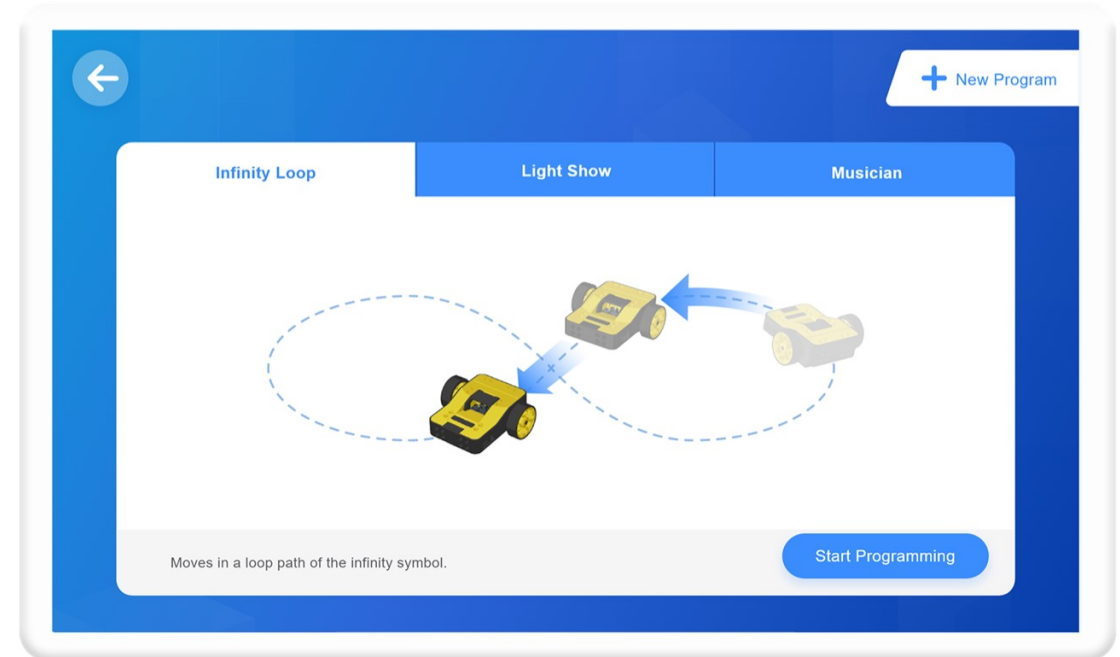 New Program
Infinity Loop
Light Show
Musician
Moves in a loop path of the infinity symbol.
Start Programming